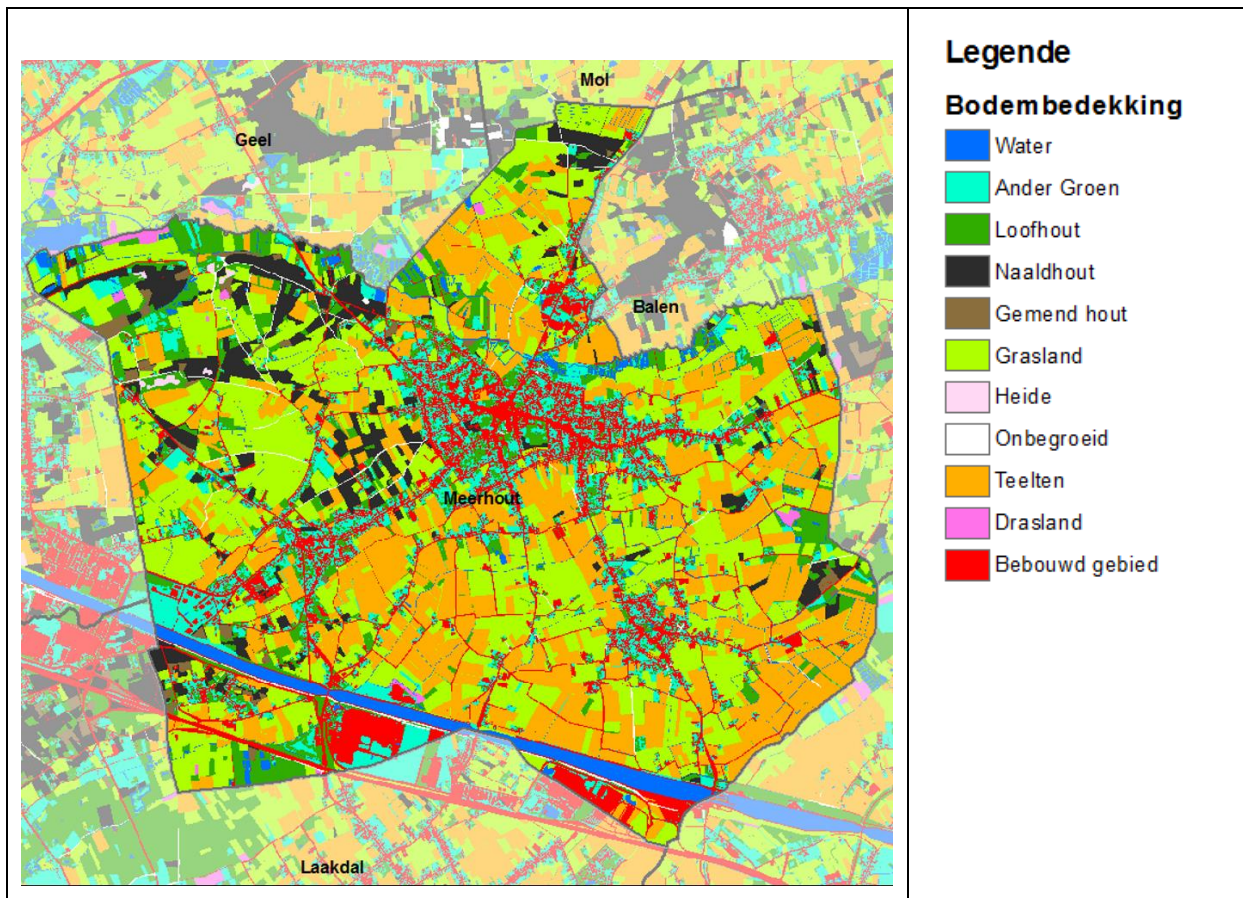 Mol
Geel
Balen
Meerhout
Laakdal
Legende
Bodembedekking
Water
Ander Groen
Loofhout
Naaldhout
Gemend hout
Grasland
Heide
Onbegroeid
Teelten
Drasland
Bebouwd gebied